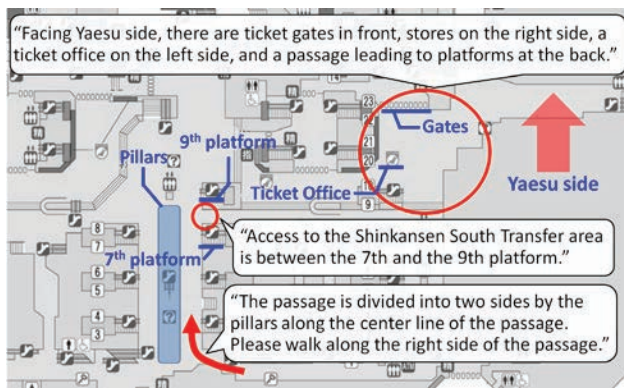 “Facing Yaesu side, there are ticket gates in front, stores on the right side, a
ticket office on the left side, and a passage leading to platforms at the back.”
14
23
22
21
20
9th platform
Pillars
Gates
Ticket Office
Yaesu side
9
8
7
“Access to the Shinkansen South Transfer area
is between the 7th and the 9th platform.”
7th platform
6
5
“The passage is divided into two sides by the
pillars along the center line of the passage.
Please walk along the right side of the passage.”
4
3
?
?